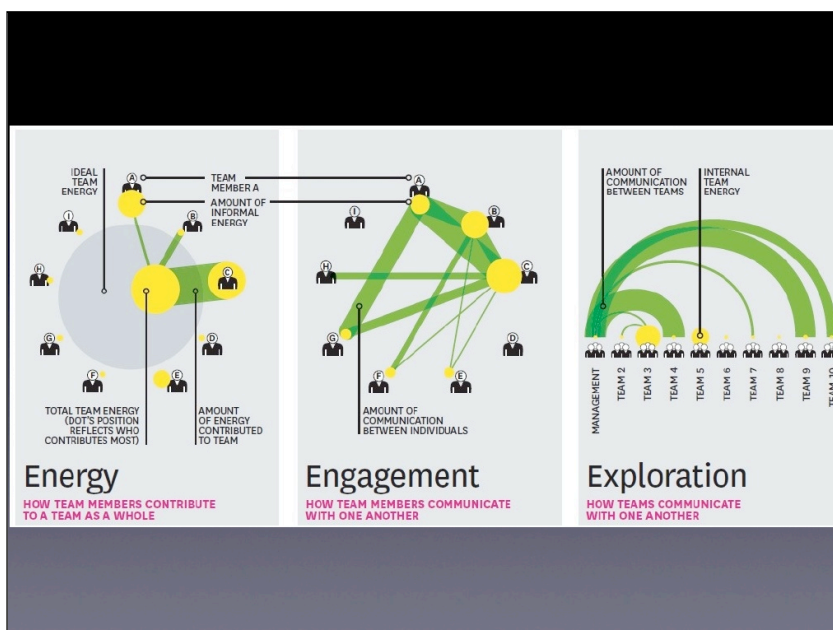 IDEAL
TEAM
ENERGY
A
TEAM
MEMBER A
AMOUNT OF
INFORMAL
ENERGY
I
B
H
C
G
D
F
E
TOTAL TEAM ENERGY
(DOT'S POSITION
REFLECTS WHO
CONTRIBUTES MOST)
AMOUNT
OF ENERGY
CONTRIBUTED
TO TEAM
Energy
HOW TEAM MEMBERS CONTRIBUTE
TO A TEAM AS A WHOLE
A
I
B
H
C
G
D
F
E
AMOUNT OF
COMMUNICATION
BETWEEN INDIVIDUALS
Engagement
HOW TEAM MEMBERS COMMUNICATE
WITH ONE ANOTHER
AMOUNT OF
COMMUNICATION
BETWEEN TEAMS
INTERNAL
TEAM
ENERGY
MANAGEMENT
TEAM 2
TEAM 3
TEAM 4
TEAM 5
TEAM 6
TEAM 7
TEAM 8
TEAM 9
TEAM 10
Exploration
HOW TEAMS COMMUNICATE
WITH ONE ANOTHER